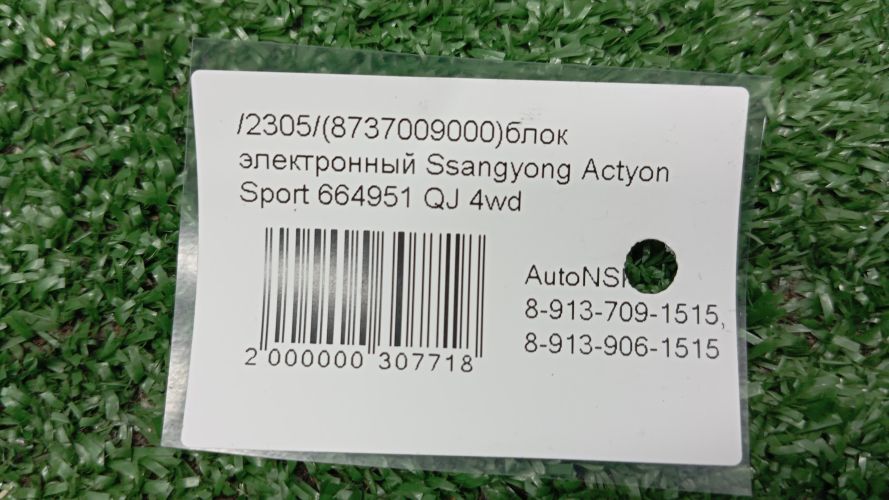 /2305/(8737009000)блок
электронный Ssangyong Actyon
Sport 664951 QJ 4wd
2 000000 307718
8-913-709-1515,
8-913-906-1515